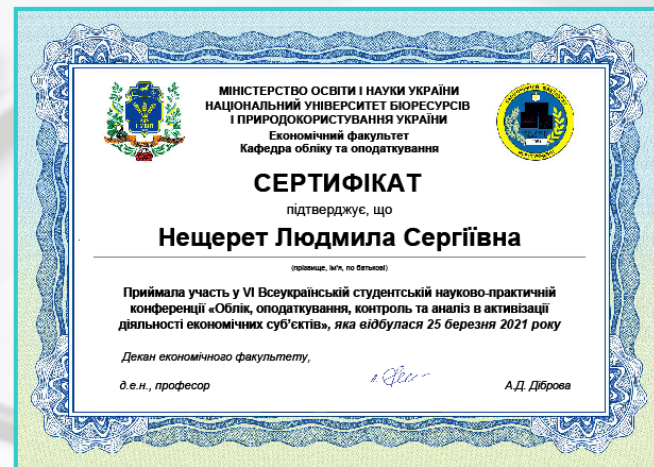 МІНІСТЕРСТВО ОСВІТИ І НАУКИ УКРАЇНИ
НАЦІОНАЛЬНИЙ УНІВЕРСИТЕТ БІОРЕСУРСІВ
І ПРИРОДОКОРИСТУВАННЯ УКРАЇНИ
Економічний факультет
Кафедра обліку та оподаткування
СЕРТИФІКАТ
підтверджує, що
Нещерет Людмила Сергіївна
(прізвище, ім'я, по батькові)
Приймала участь у VI Всеукраїнській студентській науково-практичній
конференції «Облік, оподаткування, контроль та аналіз в активізації
діяльності економічних суб'єктів», яка відбулася 25 березня 2021 року
Декан економічного факультету,
д.е.н., професор
А.Д. Діброва